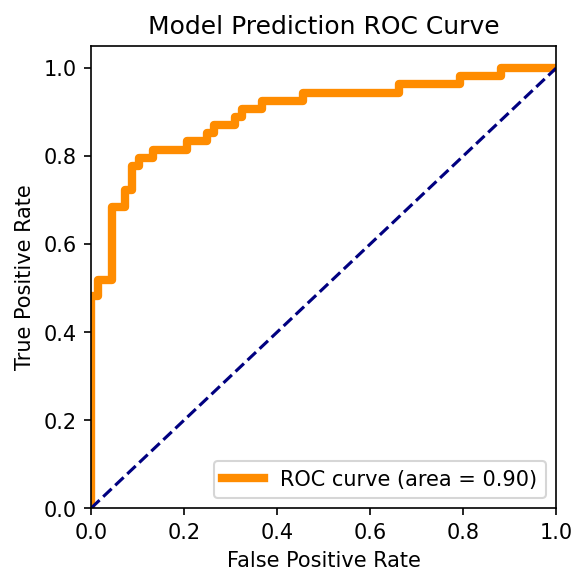 Model Prediction ROC Curve
1.0
0.8
0.6
0.4
0.2
0.0
True Positive Rate
ROC curve (area = 0.90)
0.0 0.2 0.4 0.6 0.8 1.0
False Positive Rate